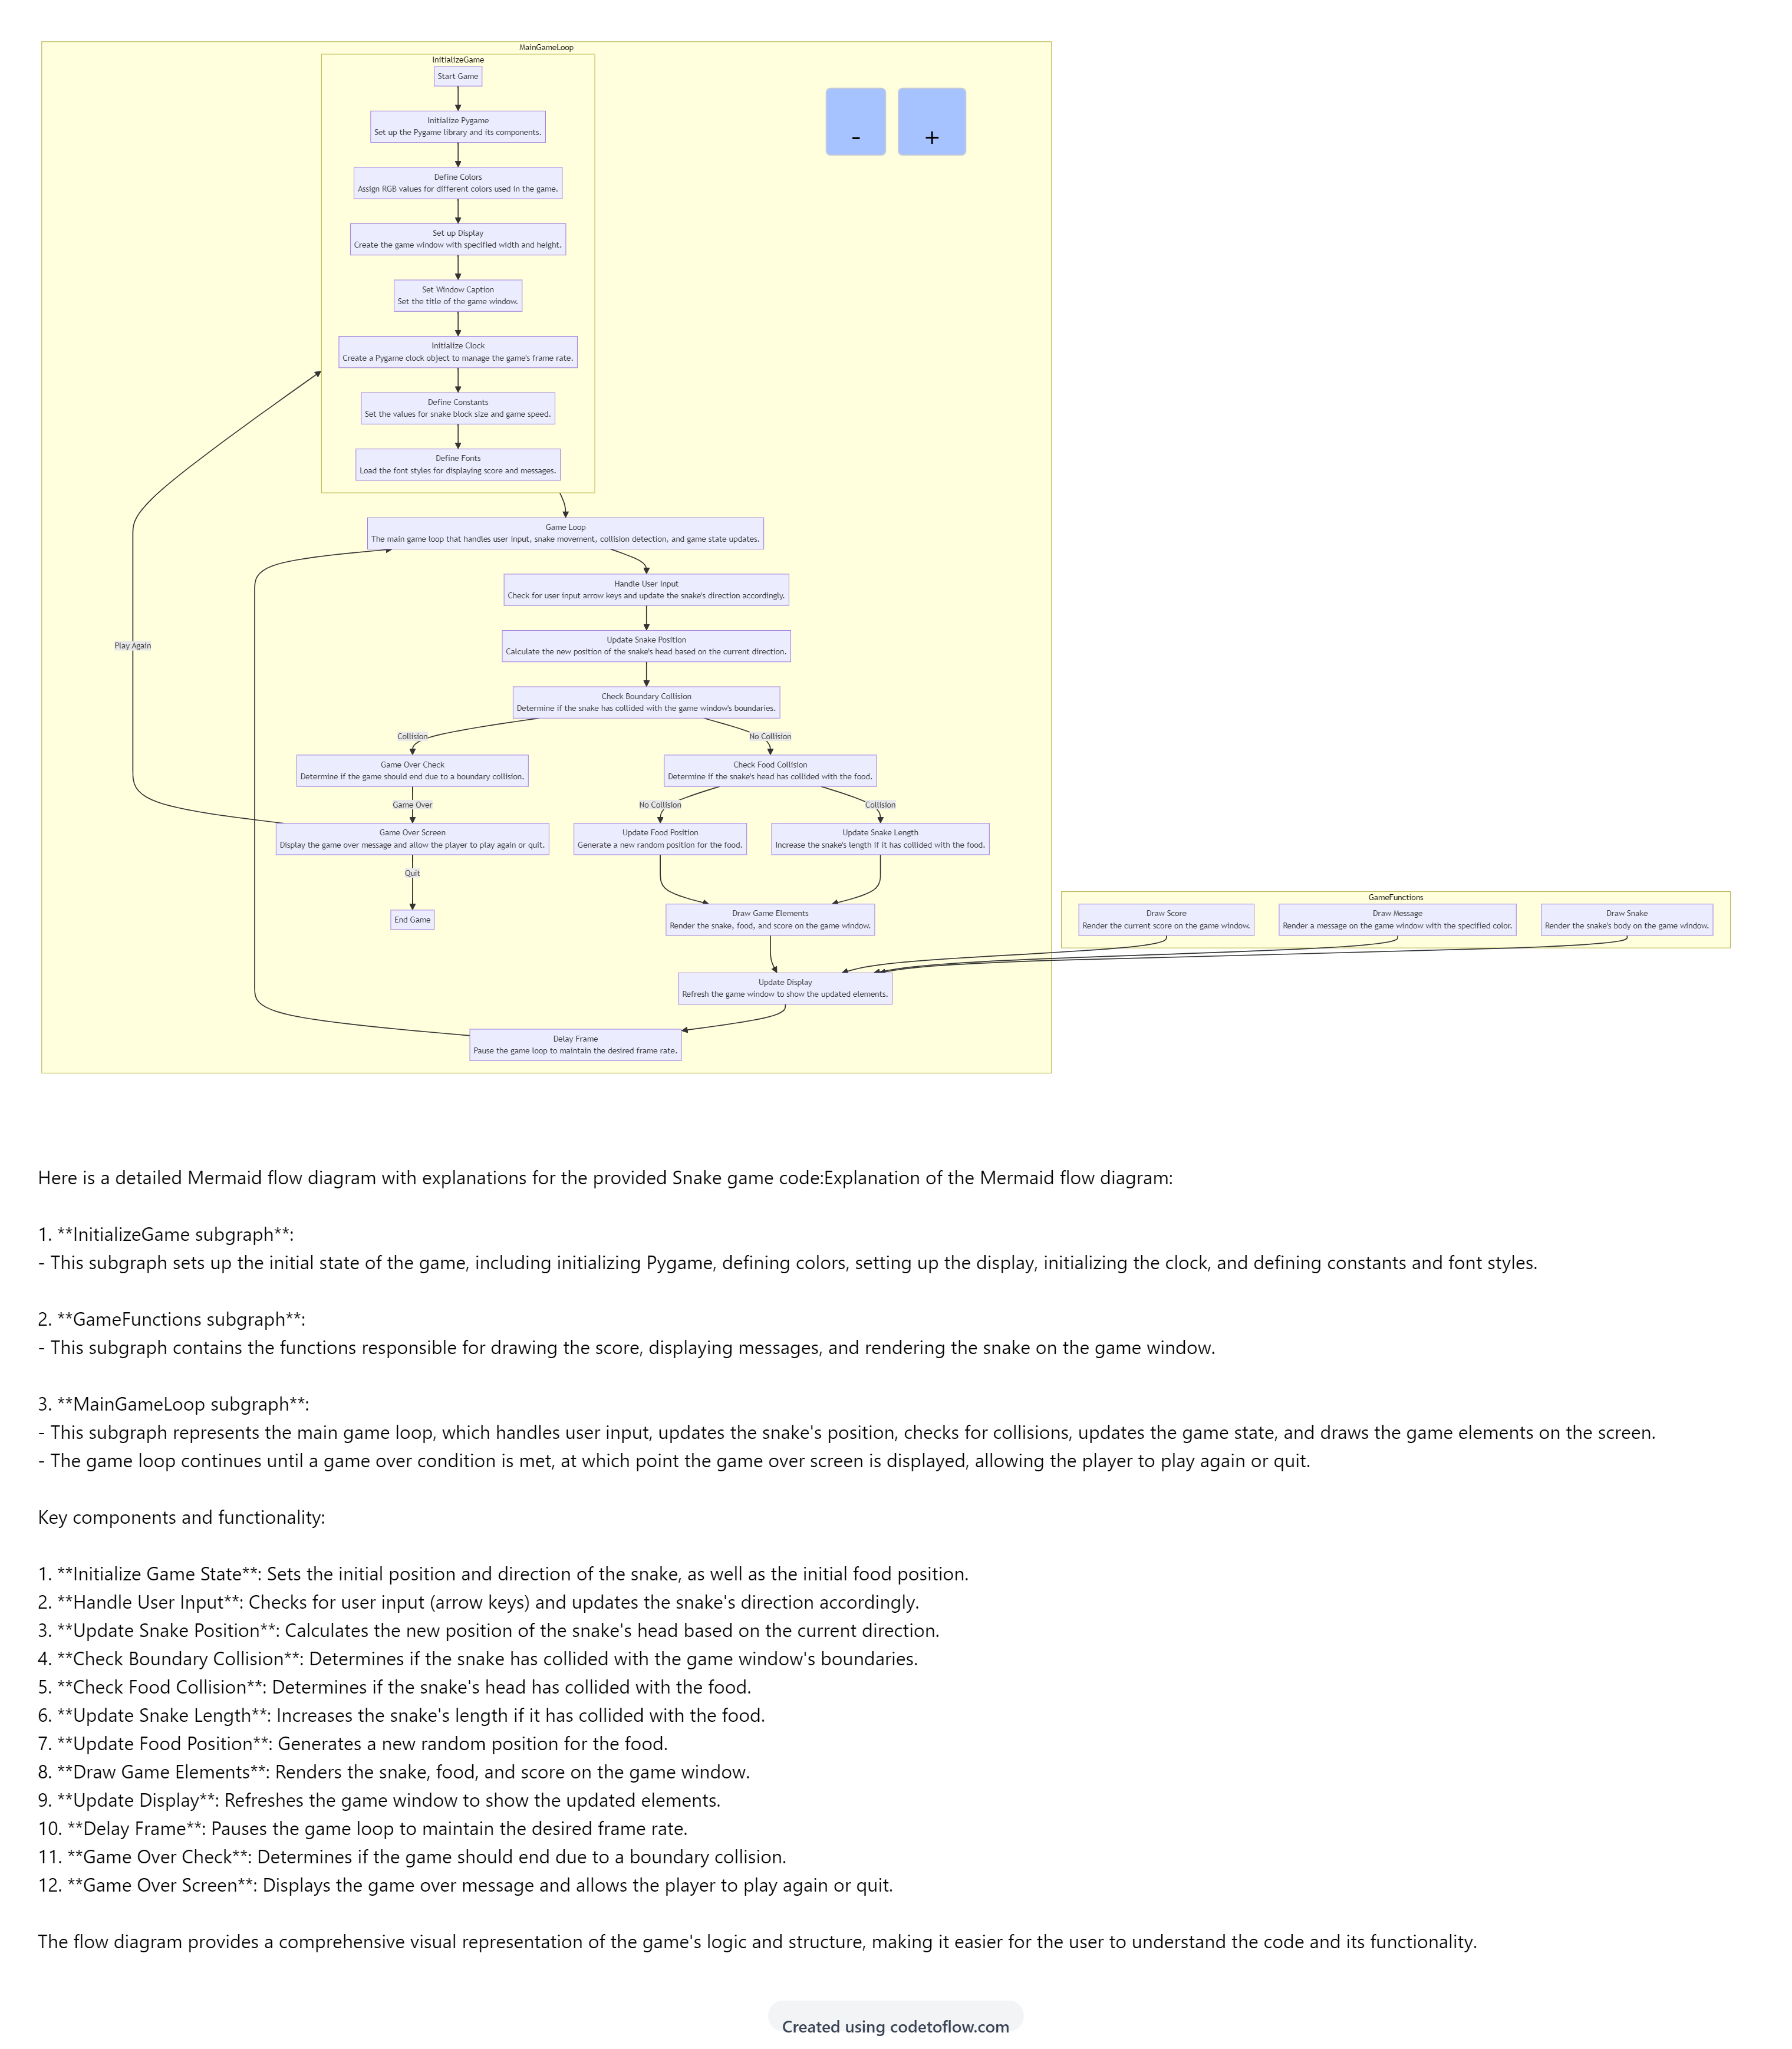 MainGameLoop
InitializeGame
Start Game
Initialize Pygame
Set up the Pygame library and its components.
-
+
Define Colors
Assign RGB values for different colors used in the game.
Set up Display
Create the game window with specified width and height.
Set Window Caption
Set the title of the game window.
Initialize Clock
Create a Pygame clock object to manage the game's frame rate.
Define Constants
Set the values for snake block size and game speed.
Define Fonts
Load the font styles for displaying score and messages.
Game Loop
The main game loop that handles user input, snake movement, collision detection, and game state updates.
Handle User Input
Check for user input arrow keys and update the snake's direction accordingly.
Play Again
Update Snake Position
Calculate the new position of the snake's head based on the current direction.
Check Boundary Collision
Determine if the snake has collided with the game window's boundaries.
Collision
No Collision
Game Over Check
Determine if the game should end due to a boundary collision.
Check Food Collision
Determine if the snake's head has collided with the food.
Game Over
No Collision
Collision
Game Over Screen
Display the game over message and allow the player to play again or quit.
Update Food Position
Generate a new random position for the food.
Update Snake Length
Increase the snake's length if it has collided with the food.
Quit
End Game
Draw Game Elements
Render the snake, food, and score on the game window.
GameFunctions
Draw Score
Render the current score on the game window.
Draw Message
Render a message on the game window with the specified color.
Draw Snake
Render the snake's body on the game window.
Update Display
Refresh the game window to show the updated elements.
Delay Frame
Pause the game loop to maintain the desired frame rate.
Here is a detailed Mermaid flow diagram with explanations for the provided Snake game code:Explanation of the Mermaid flow diagram:
1. **InitializeGame subgraph**:
- This subgraph sets up the initial state of the game, including initializing Pygame, defining colors, setting up the display, initializing the clock, and defining constants and font styles.
2. **GameFunctions subgraph**:
- This subgraph contains the functions responsible for drawing the score, displaying messages, and rendering the snake on the game window.
3. **MainGameLoop subgraph**:
- This subgraph represents the main game loop, which handles user input, updates the snake's position, checks for collisions, updates the game state, and draws the game elements on the screen.
- The game loop continues until a game over condition is met, at which point the game over screen is displayed, allowing the player to play again or quit.
Key components and functionality:
1. **Initialize Game State**: Sets the initial position and direction of the snake, as well as the initial food position.
2. **Handle User Input**: Checks for user input (arrow keys) and updates the snake's direction accordingly.
3. **Update Snake Position**: Calculates the new position of the snake's head based on the current direction.
4. **Check Boundary Collision**: Determines if the snake has collided with the game window's boundaries.
5. **Check Food Collision**: Determines if the snake's head has collided with the food.
6. **Update Snake Length**: Increases the snake's length if it has collided with the food.
7. **Update Food Position**: Generates a new random position for the food.
8. **Draw Game Elements**: Renders the snake, food, and score on the game window.
9. **Update Display**: Refreshes the game window to show the updated elements.
10. **Delay Frame**: Pauses the game loop to maintain the desired frame rate.
11. **Game Over Check**: Determines if the game should end due to a boundary collision.
12. **Game Over Screen**: Displays the game over message and allows the player to play again or quit.
The flow diagram provides a comprehensive visual representation of the game's logic and structure, making it easier for the user to understand the code and its functionality.
Created using codetoflow.com